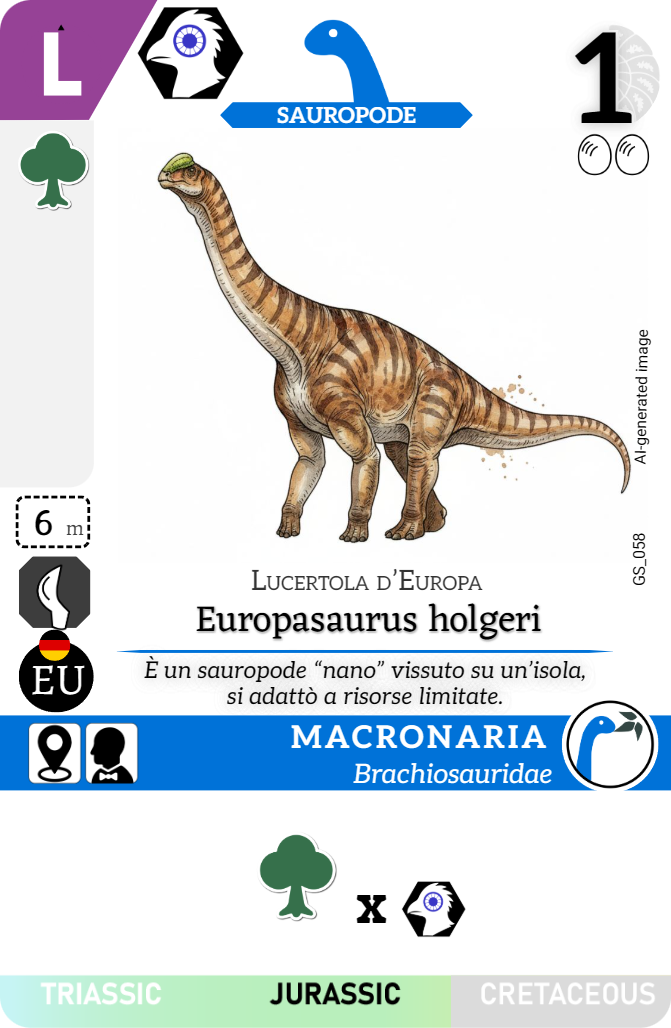 L
1
SAUROPODE
AI-generated image
6 m
GS_058
EU
Lucertola d'Europa
Europasaurus holgeri
È un sauropode “nano” vissuto su un'isola,
si adattò a risorse limitate.
MACRONARIA
Brachiosauridae
x
TRIASSIC JURASSIC CRETACEOUS